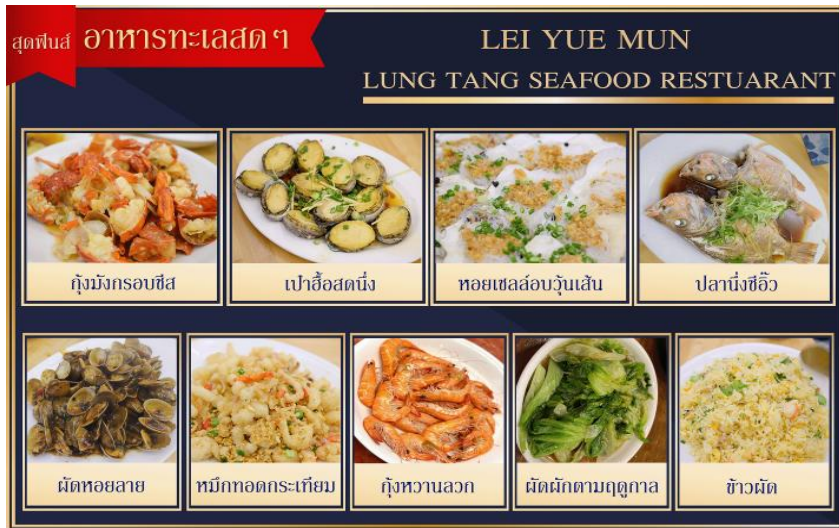 สุดฟินส์ อาหารทะเลสด ๆ
LEI YUE MUN
LUNG TANG SEAFOOD RESTUARANT
กุ้งมังกรอบชีส
เป๋าฮื้อสดนึ่ง
หอยเชลล์อบวุ้นเส้น
ปลานึ่งซีอิ๊ว
ผัดหอยลาย
หมึกทอดกระเทียม
กุ้งหวานลวก
ผัดผักตามฤดูกาล
ข้าวผัด